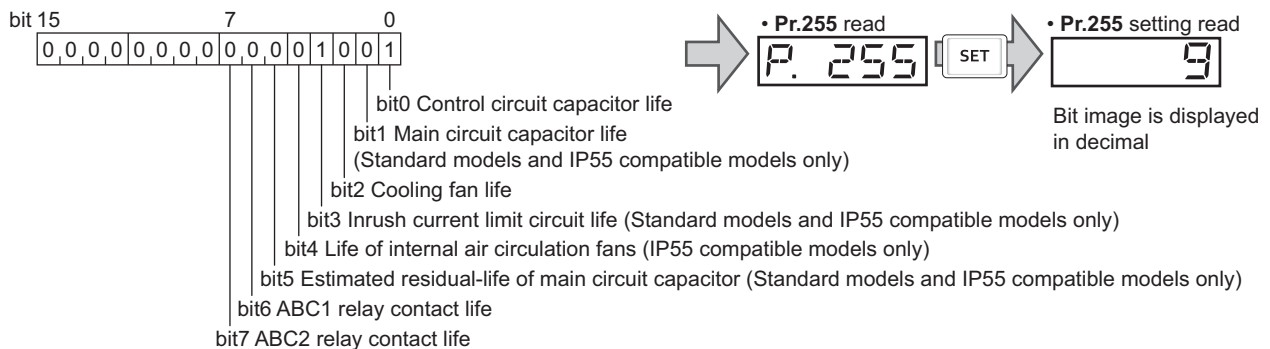 bit 15 7 0
0 0 0 0 0 0 0 0 0 0 0 0 1 0 0 1
bit0 Control circuit capacitor life
bit1 Main circuit capacitor life
(Standard models and IP55 compatible models only)
bit2 Cooling fan life
bit3 Inrush current limit circuit life (Standard models and IP55 compatible models only)
bit4 Life of internal air circulation fans (IP55 compatible models only)
bit5 Estimated residual-life of main circuit capacitor (Standard models and IP55 compatible models only)
bit6 ABC1 relay contact life
bit7 ABC2 relay contact life
• Pr.255 read
P. 255
SET
• Pr.255 setting read
9
Bit image is displayed
in decimal